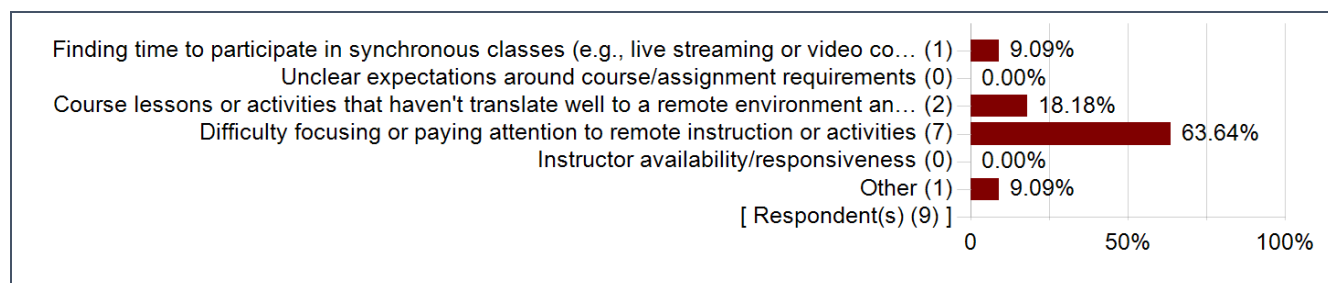 Finding time to participate in synchronous classes (e.g., live streaming or video co… (1) 9.09%
Unclear expectations around course/assignment requirements (0) 0.00%
Course lessons or activities that haven't translate well to a remote environment an… (2) 18.18%
Difficulty focusing or paying attention to remote instruction or activities (7) 63.64%
Instructor availability/responsiveness (0) 0.00%
Other (1) 9.09%
[ Respondent(s) (9) ]
0 50% 100%